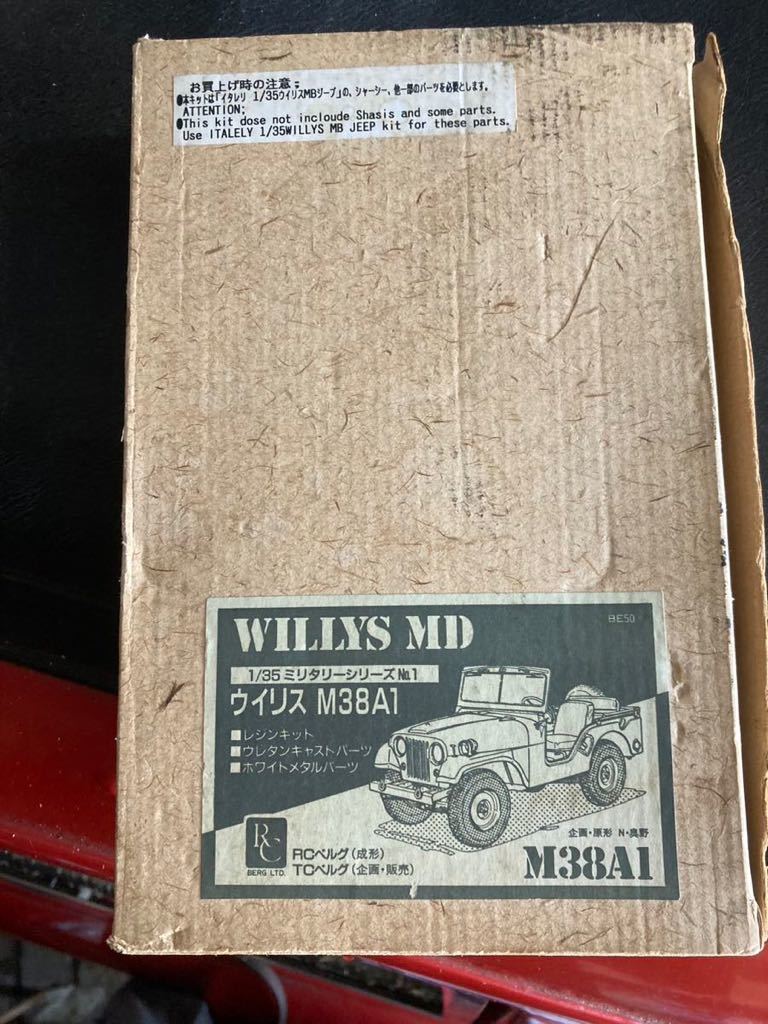 お買上げ時の注意;
●本キットは「イタレリ 1/35ウイリスMBジープ」の、シャーシー、他一部のパーツを必要とします。
ATTENTION;
●This kit dose not incloude Shasis and some parts.
Use ITALELY 1/35WILLYS MB JEEP kit for these parts.
WILLYS MD
BE50
1/35ミリタリーシリーズ№1
ウイリス M38A1
■レジンキット
■ウレタンキャストパーツ
■ホワイトメタルパーツ
企画・原形 N・奥野
RC
BERG LTD.
RCベルグ(成形)
TCベルグ(企画・販売)
M38A1